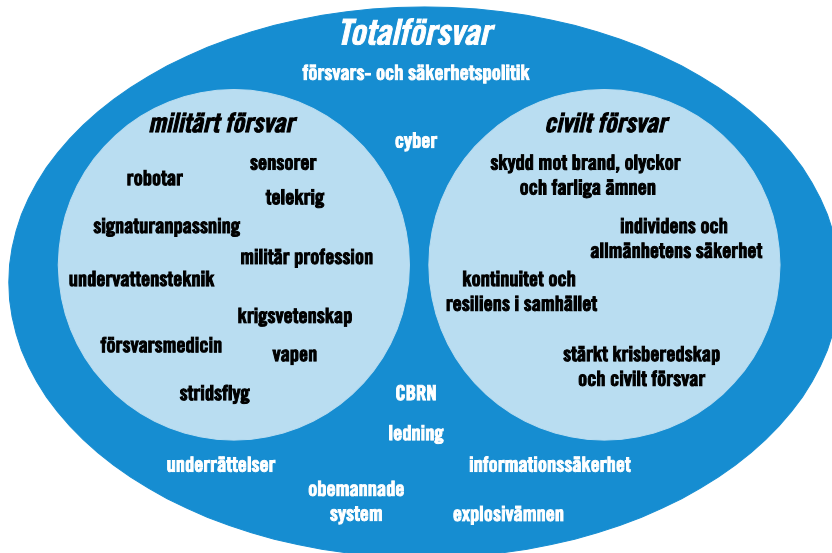 Totalförsvar
försvars- och säkerhetspolitik
cyber
militärt försvar
sensorer
robotar
telekrig
signaturanpassning
militär profession
undervattensteknik
krigsvetenskap
försvarsmedicin
vapen
stridsflyg
civilt försvar
skydd mot brand, olyckor
och farliga ämnen
individens och
allmänhetens säkerhet
kontinuitet och
resiliens i samhället
stärkt krisberedskap
och civilt försvar
CBRN
ledning
underrättelser
informationssäkerhet
obemannade
system
explosivämnen